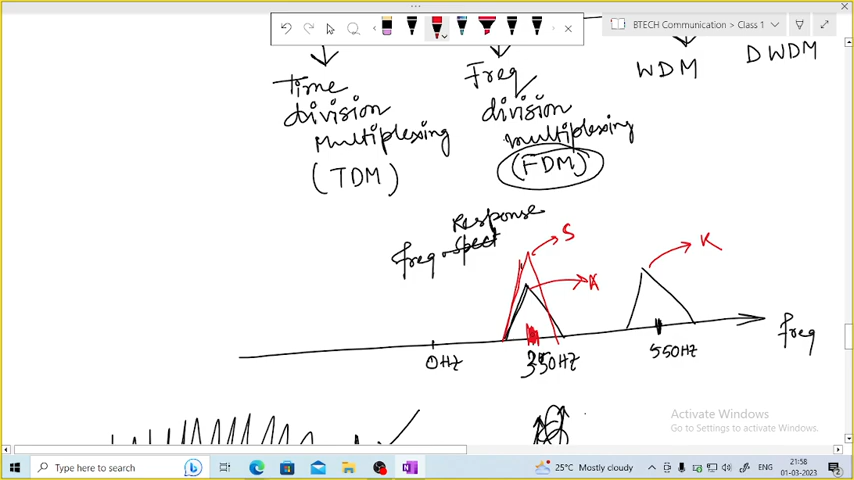 BTECH Communication > Class 1
WDM
DWDM
Time
division
Multiplexing
(TDM)
Freq
division
multiplexing
(FDM)
Response
freq
S
A
K
0HZ
350HZ
550HZ
freq
Activate Windows
Go to Settings to activate Windows.
Type here to search
25°C Mostly cloudy
ENG
21:58
01-03-2023
2